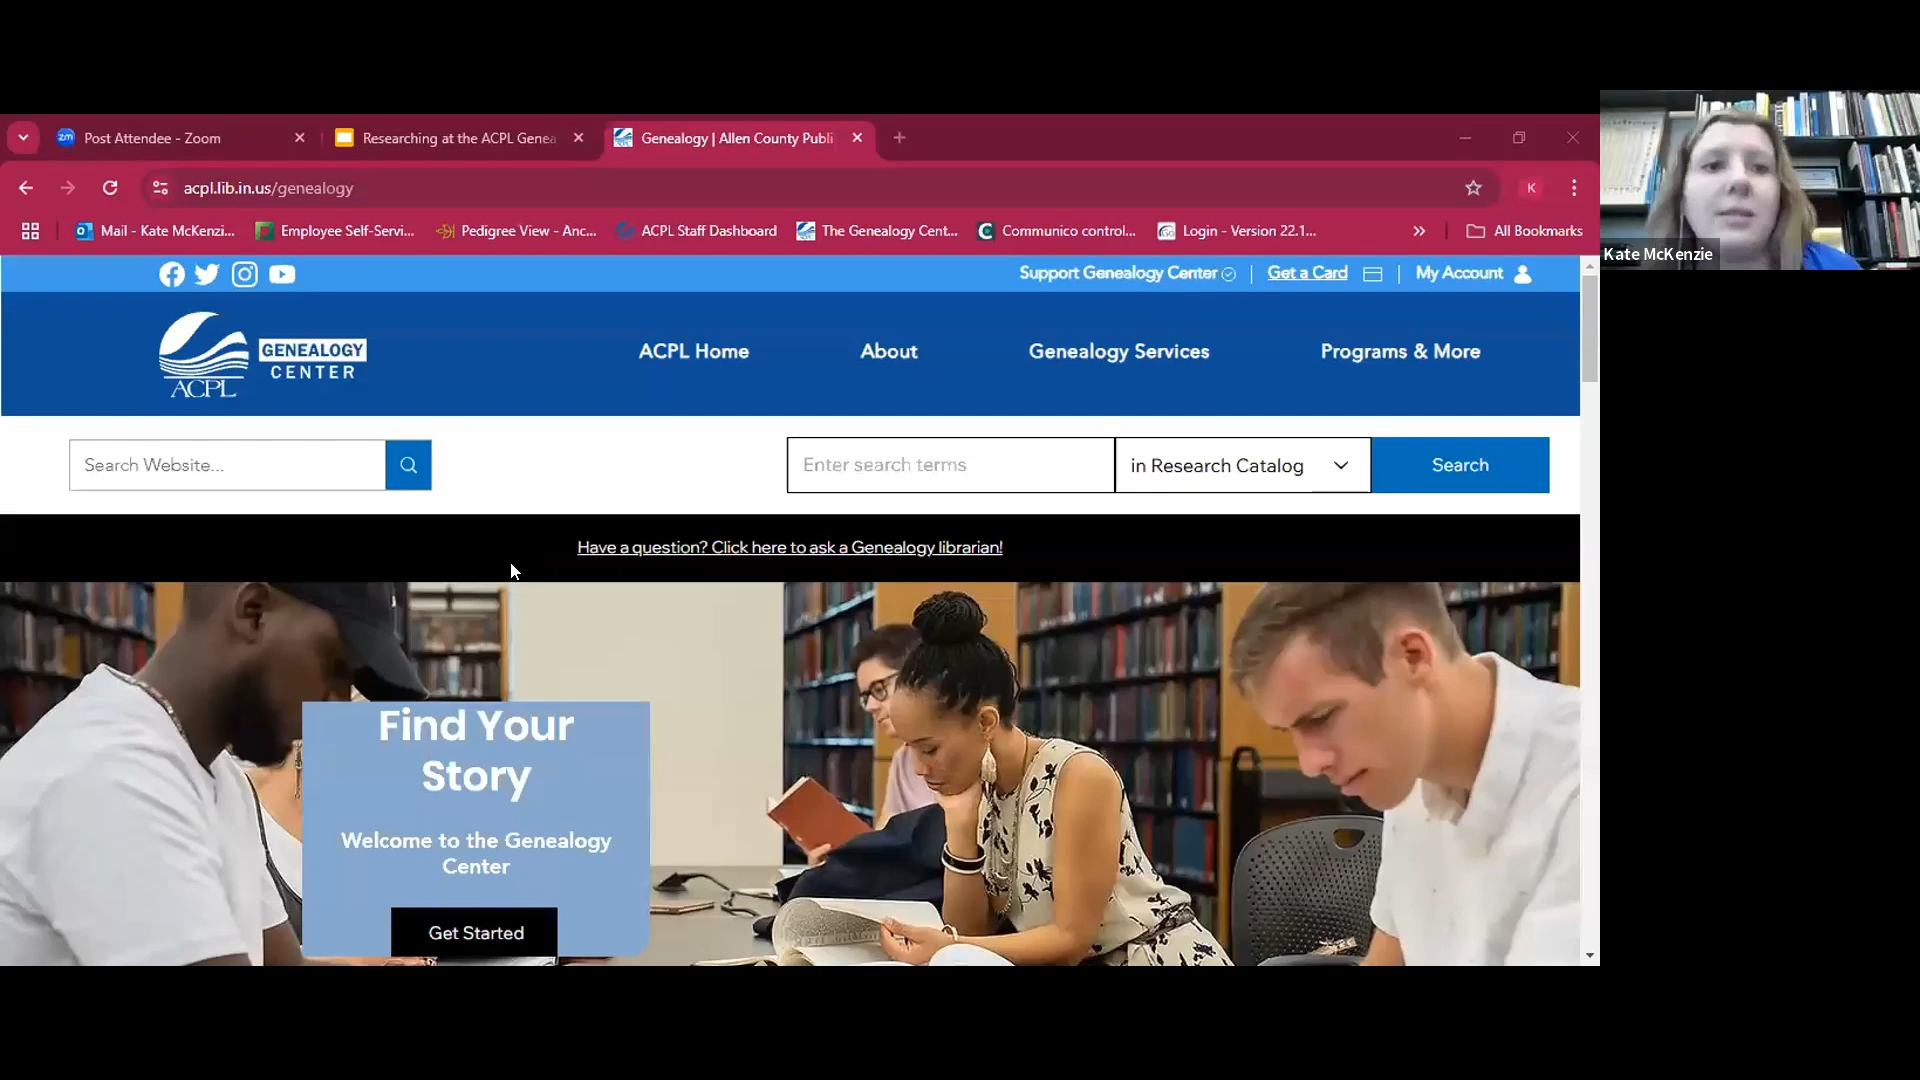 Post Attendee - Zoom
Researching at the ACPL Genea
Genealogy | Allen County Publi
acpl.lib.in.us/genealogy
K
Mail - Kate McKenzi...
Employee Self-Servi...
Pedigree View - Anc...
ACPL Staff Dashboard
The Genealogy Cent...
Communico control...
Login - Version 22.1...
All Bookmarks
Kate McKenzie
Support Genealogy Center
Get a Card
My Account
ACPL
GENEALOGY
CENTER
ACPL Home
About
Genealogy Services
Programs & More
Search Website...
Enter search terms
in Research Catalog
Search
Have a question? Click here to ask a Genealogy librarian!
Find Your
Story
Welcome to the Genealogy
Center
Get Started